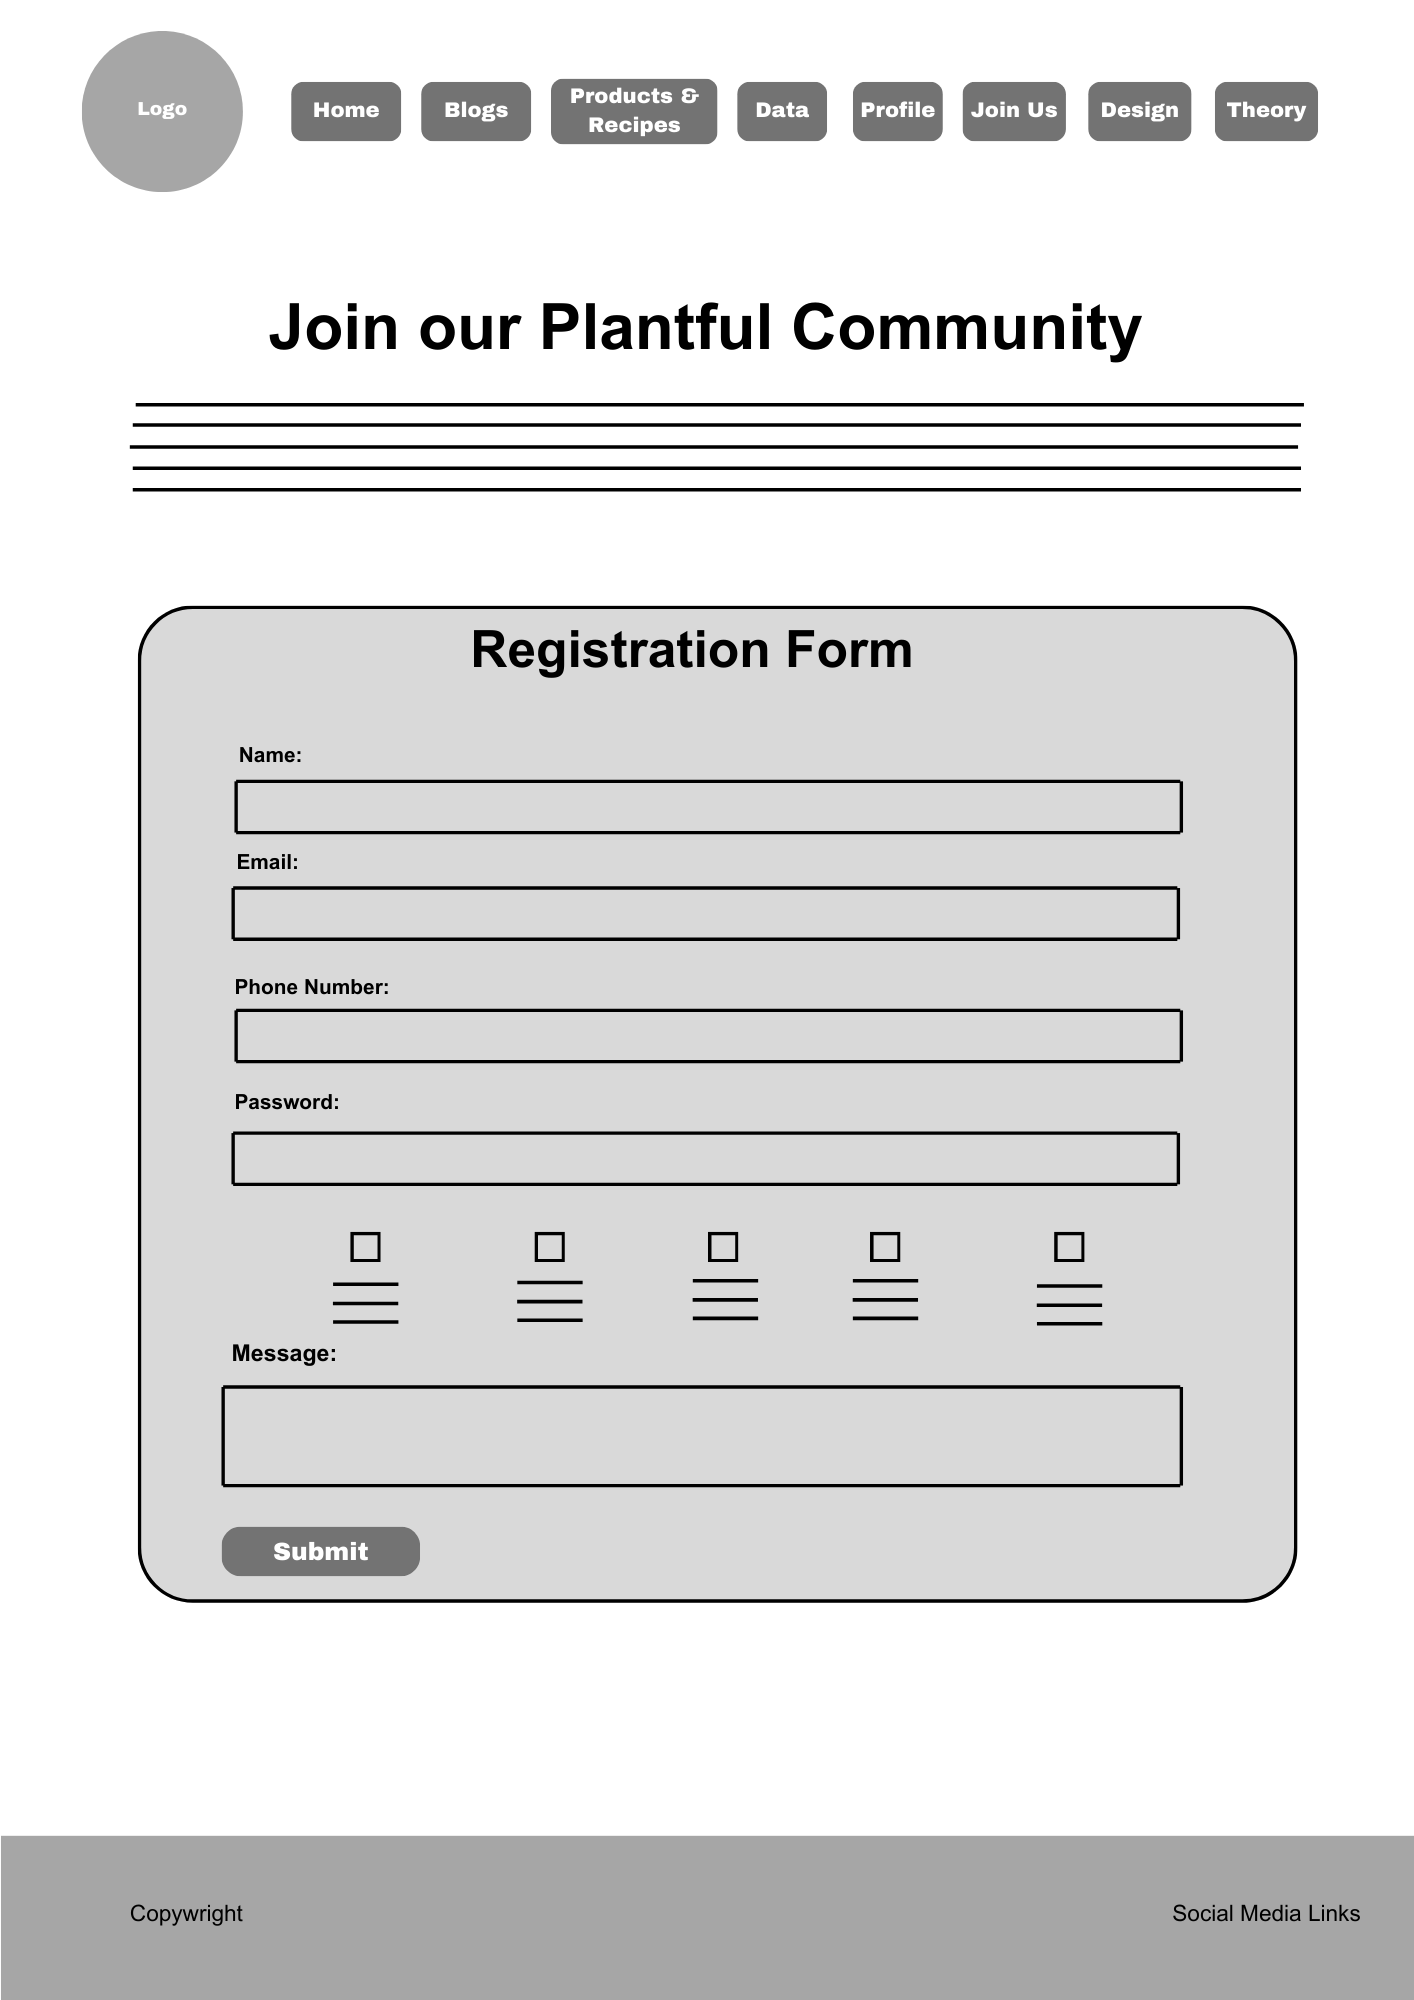 Logo
Home
Blogs
Products &
Recipes
Data
Profile
Join Us
Design
Theory
Join our Plantful Community
Registration Form
Name:
Email:
Phone Number:
Password:
Message:
Submit
Copywright
Social Media Links